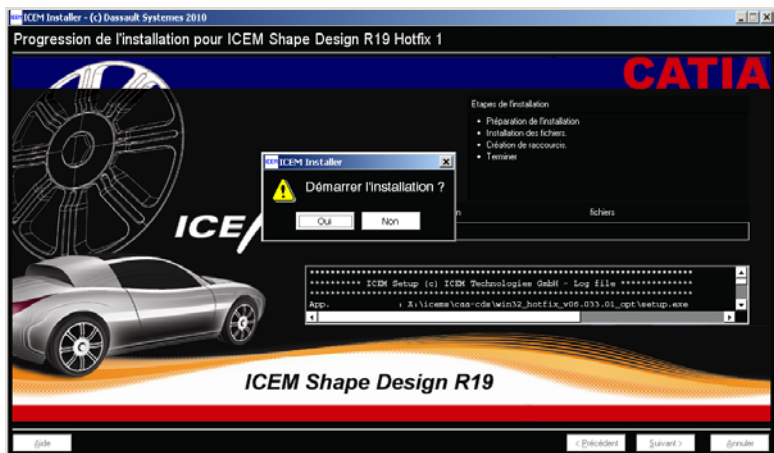 ICEM Installer - (c) Dassault Systemes 2010
Progression de l'installation pour ICEM Shape Design R19 Hotfix 1
CATIA
Étapes de l'installation
• Préparation de l'installation
• Installation des fichiers.
• Création de raccourcis.
• Terminer
ICEM Installer
Démarrer l'installation ?
Oui
Non
fichiers
ICE
********** ICEM Setup (c) ICEM Technologies GmbH - Log file **************
App. : X:\icems\caa-cds\win32_hotfix_v06.033.01_opt\setup.exe
ICEM Shape Design R19
Aide
< Précédent
Suivant >
Annuler